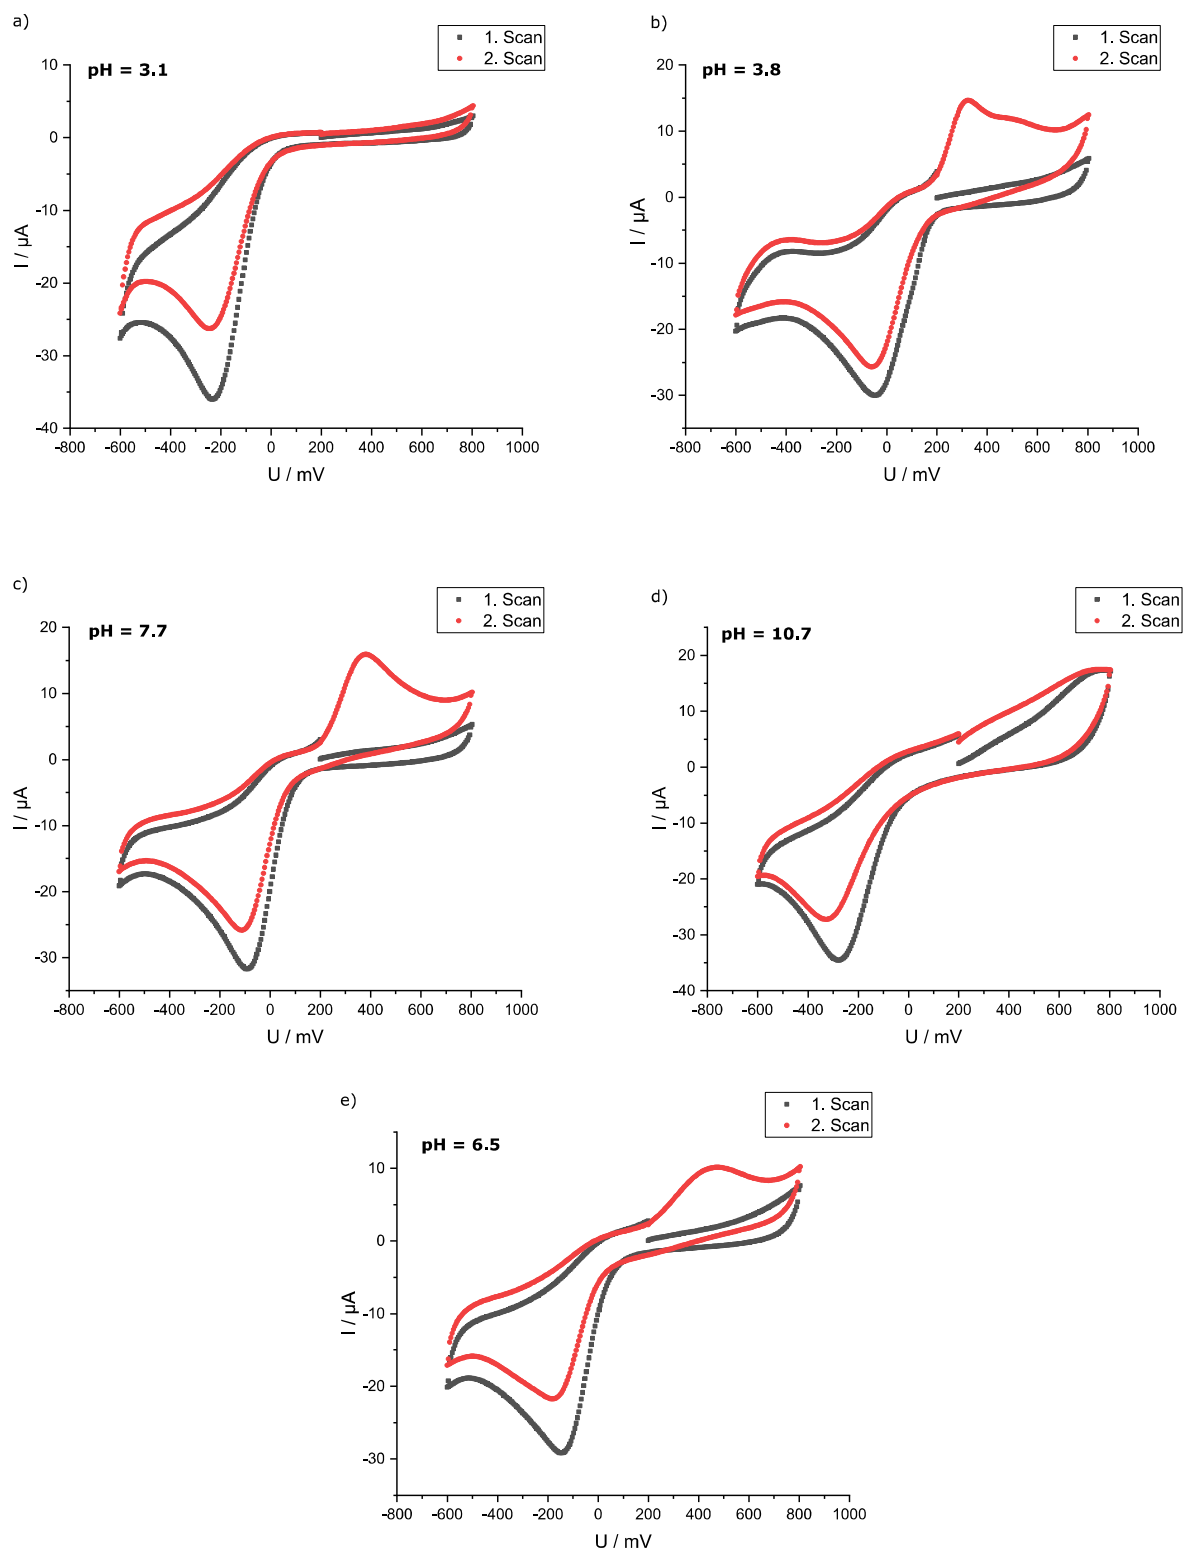 a)
1. Scan
2. Scan
pH = 3.1
10
0
-10
-20
-30
-40
I / µA
-800 -600 -400 -200 0 200 400 600 800 1000
U / mV
b)
1. Scan
2. Scan
pH = 3.8
20
10
0
-10
-20
-30
I / µA
-800 -600 -400 -200 0 200 400 600 800 1000
U / mV
c)
1. Scan
2. Scan
pH = 7.7
20
10
0
-10
-20
-30
I / µA
-800 -600 -400 -200 0 200 400 600 800 1000
U / mV
d)
1. Scan
2. Scan
pH = 10.7
20
10
0
-10
-20
-30
-40
I / µA
-800 -600 -400 -200 0 200 400 600 800 1000
U / mV
e)
1. Scan
2. Scan
pH = 6.5
10
0
-10
-20
-30
I / µA
-800 -600 -400 -200 0 200 400 600 800 1000
U / mV